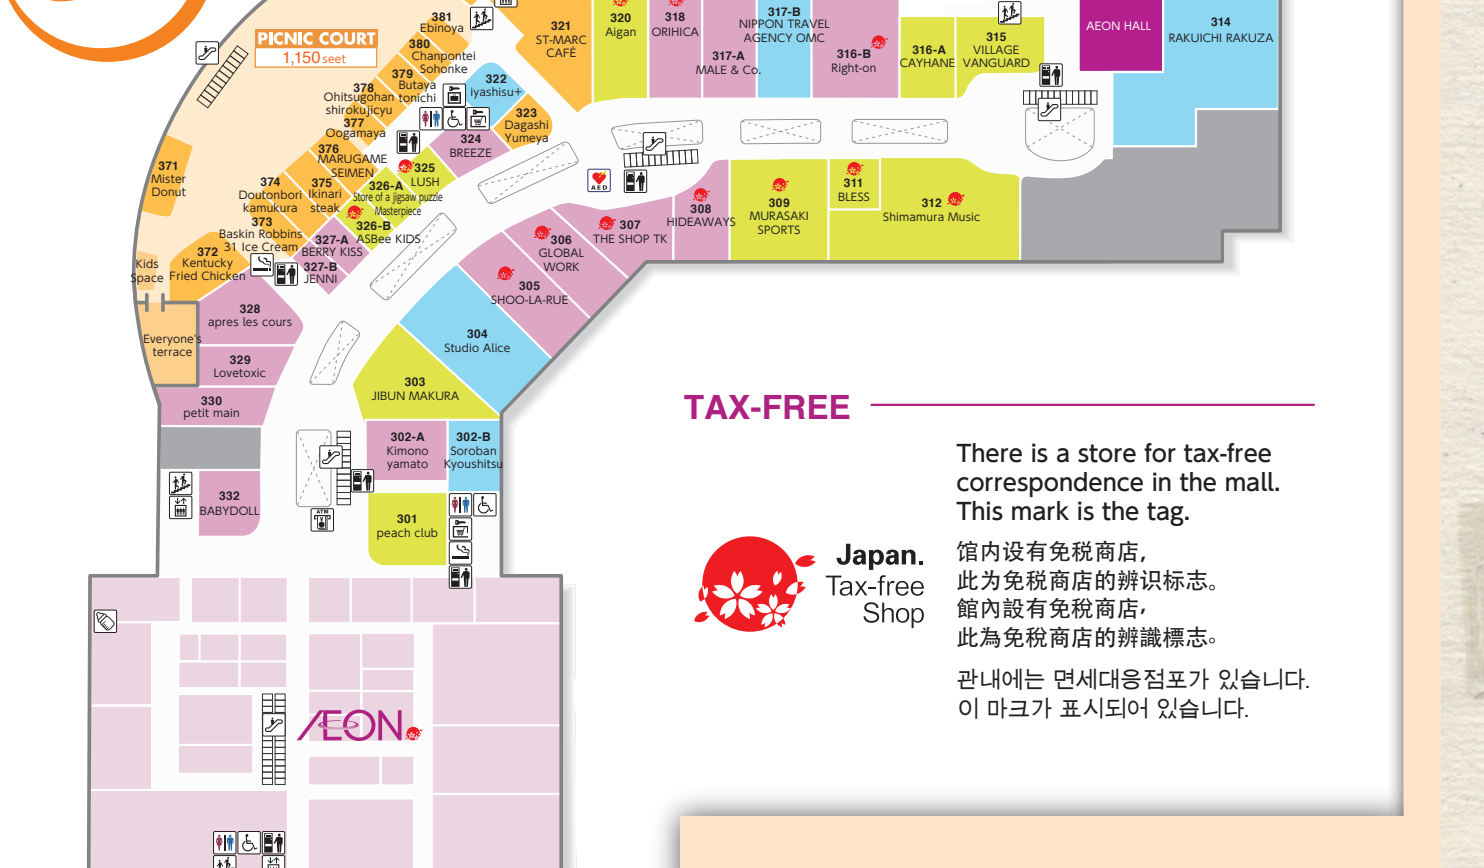 381
Ebinoya
PICNIC COURT
1,150 seet
380
Chanpontei
Sohonke
379
Butaya
tonichi
378
Ohitsugohan
shirokujicyu
377
Oogamaya
376
MARUGAME
SEIMEN
375
Ikinari
steak
374
Doutonbori
kamukura
373
Baskin Robbins
31 Ice Cream
372
Kentucky
Fried Chicken
371
Mister
Donut
Kids
Space
Everyone's
terrace
321
ST-MARC
CAFÉ
322
iyashisu+
323
Dagashi
Yumeya
324
BREEZE
325
LUSH
326-A
Store of a jigsaw puzzle
Masterpiece
326-B
ASBee KIDS
327-A
BERRY KISS
327-B
JENNI
328
apres les cours
329
Lovetoxic
330
petit main
332
BABYDOLL
320
Aigan
318
ORIHICA
317-B
NIPPON TRAVEL
AGENCY OMC
317-A
MALE & Co.
316-B
Right-on
316-A
CAYHANE
315
VILLAGE
VANGUARD
AEON HALL
314
RAKUICHI RAKUZA
312
Shimamura Music
311
BLESS
309
MURASAKI
SPORTS
308
HIDEAWAYS
307
THE SHOP TK
306
GLOBAL
WORK
305
SHOO-LA-RUE
304
Studio Alice
303
JIBUN MAKURA
302-A
Kimono
yamato
302-B
Soroban
Kyoushitsu
301
peach club
AED
ATM
ÆON
TAX-FREE
There is a store for tax-free
correspondence in the mall.
This mark is the tag.
Japan.
Tax-free
Shop
馆内设有免税商店，
此为免税商店的辨识标志。
館內設有免稅商店，
此為免稅商店的辨識標志。
관내에는 면세대응점포가 있습니다.
이 마크가 표시되어 있습니다.